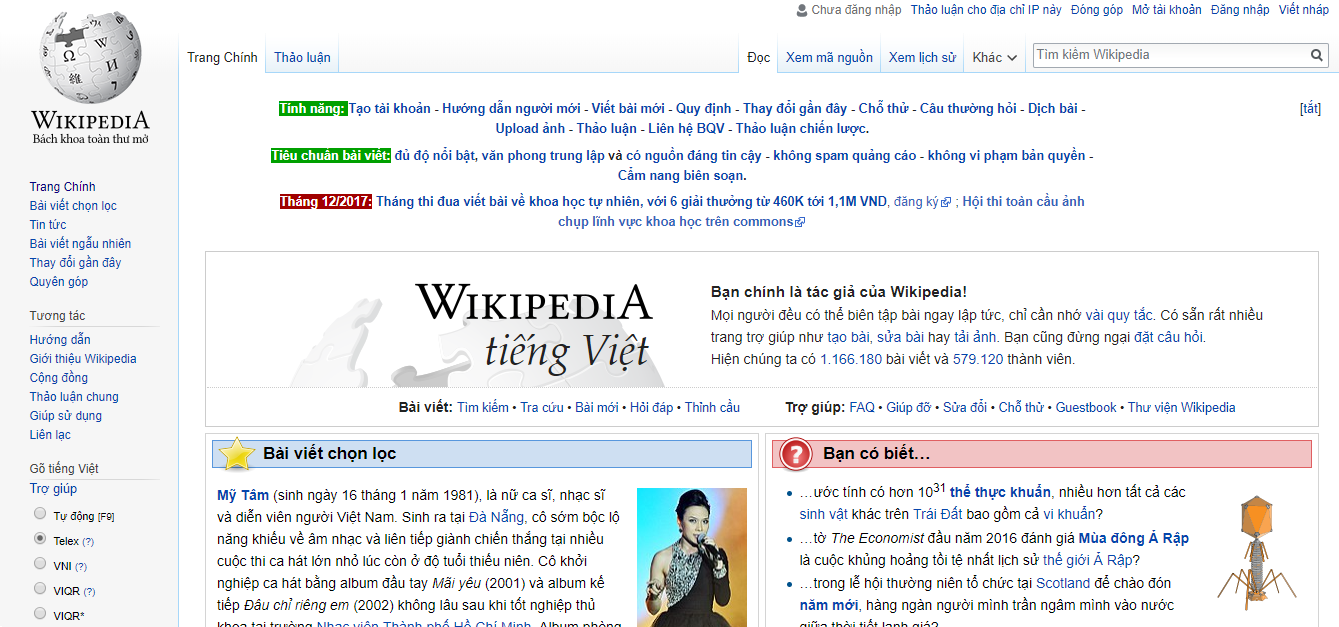 Chưa đăng nhập Thảo luận cho địa chỉ IP này Đóng góp Mở tài khoản Đăng nhập Viết nháp
WIKIPEDIA
Bách khoa toàn thư mở
Trang Chính Thảo luận Đọc Xem mã nguồn Xem lịch sử Khác Tìm kiếm Wikipedia
Tính năng: Tạo tài khoản - Hướng dẫn người mới - Viết bài mới - Quy định - Thay đổi gần đây - Chỗ thử - Câu thường hỏi - Dịch bài - [tắt]
Upload ảnh - Thảo luận - Liên hệ BQV - Thảo luận chiến lược.
Tiêu chuẩn bài viết: đủ độ nổi bật, văn phong trung lập và có nguồn đáng tin cậy - không spam quảng cáo - không vi phạm bản quyền -
Cẩm nang biên soạn.
Tháng 12/2017: Tháng thi đua viết bài về khoa học tự nhiên, với 6 giải thưởng từ 460K tới 1,1M VND, đăng ký ; Hội thi toàn cầu ảnh
chụp lĩnh vực khoa học trên commons
Trang Chính
Bài viết chọn lọc
Tin tức
Bài viết ngẫu nhiên
Thay đổi gần đây
Quyên góp
Tương tác
Hướng dẫn
Giới thiệu Wikipedia
Cộng đồng
Thảo luận chung
Giúp sử dụng
Liên lạc
Gõ tiếng Việt
Trợ giúp
Tự động [F9]
Telex (?)
VNI (?)
VIQR (?)
VIQR*
WIKIPEDIA
tiếng Việt
Bạn chính là tác giả của Wikipedia!
Mọi người đều có thể biên tập bài ngay lập tức, chỉ cần nhớ vài quy tắc. Có sẵn rất nhiều
trang trợ giúp như tạo bài, sửa bài hay tải ảnh. Bạn cũng đừng ngại đặt câu hỏi.
Hiện chúng ta có 1.166.180 bài viết và 579.120 thành viên.
Bài viết: Tìm kiếm • Tra cứu • Bài mới • Hỏi đáp • Thỉnh cầu
Trợ giúp: FAQ • Giúp đỡ • Sửa đổi • Chỗ thử • Guestbook • Thư viện Wikipedia
Bài viết chọn lọc
Mỹ Tâm (sinh ngày 16 tháng 1 năm 1981), là nữ ca sĩ, nhạc sĩ
và diễn viên người Việt Nam. Sinh ra tại Đà Nẵng, cô sớm bộc lộ
năng khiếu về âm nhạc và liên tiếp giành chiến thắng tại nhiều
cuộc thi ca hát lớn nhỏ lúc còn ở độ tuổi thiếu niên. Cô khởi
nghiệp ca hát bằng album đầu tay Mãi yêu (2001) và album kế
tiếp Đâu chỉ riêng em (2002) không lâu sau khi tốt nghiệp thủ
khoa tại trường Nhạc viện Thành phố Hồ Chí Minh. Album phòng
Bạn có biết…
…ước tính có hơn 10³¹ thể thực khuẩn, nhiều hơn tất cả các
sinh vật khác trên Trái Đất bao gồm cả vi khuẩn?
…tờ The Economist đầu năm 2016 đánh giá Mùa đông Ả Rập
là cuộc khủng hoảng tồi tệ nhất lịch sử thế giới Ả Rập?
…trong lễ hội thường niên tổ chức tại Scotland để chào đón
năm mới, hàng ngàn người mình trần ngâm mình vào nước
giữa thời tiết lạnh giá?